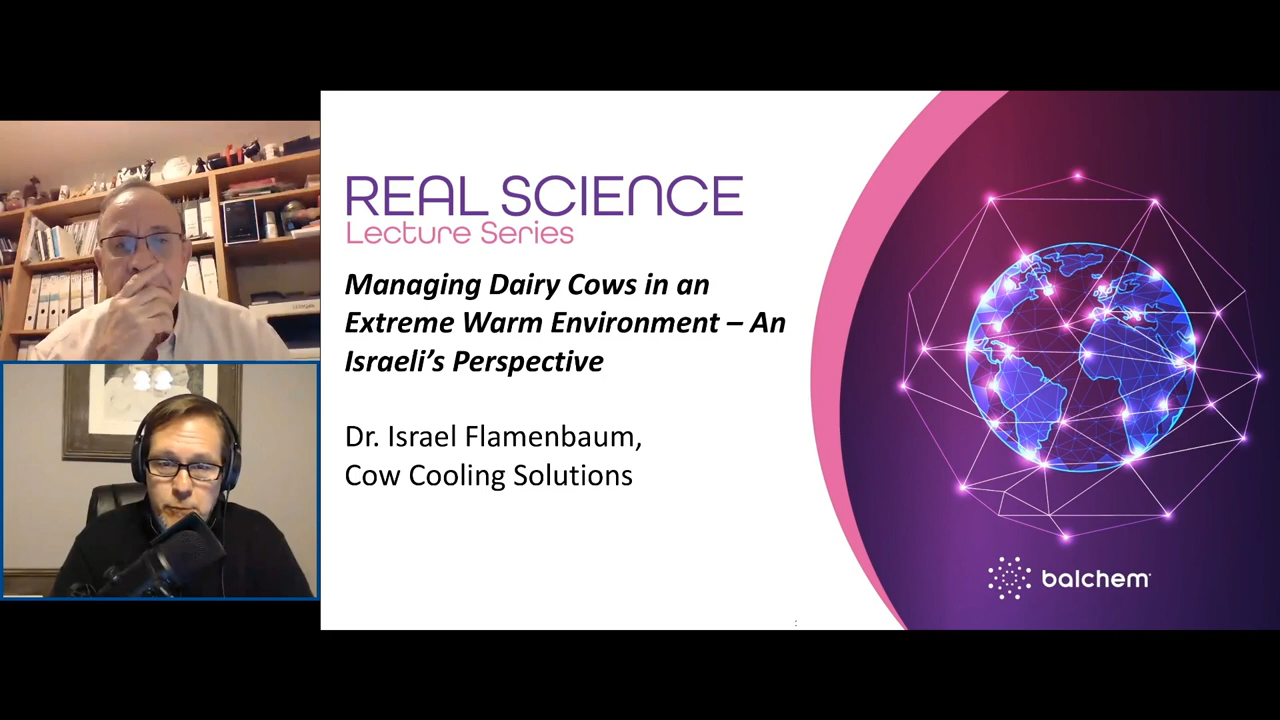 REAL SCIENCE
Lecture Series
Managing Dairy Cows in an
Extreme Warm Environment – An
Israeli's Perspective
Dr. Israel Flamenbaum,
Cow Cooling Solutions
balchem